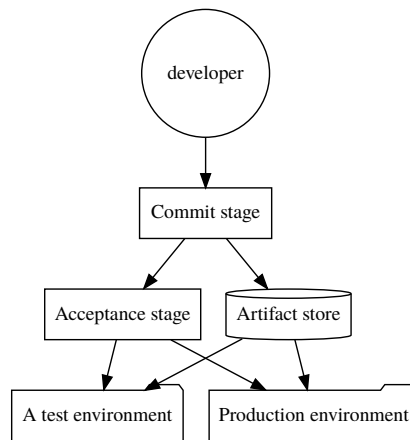 developer
Commit stage
Acceptance stage
Artifact store
A test environment
Production environment